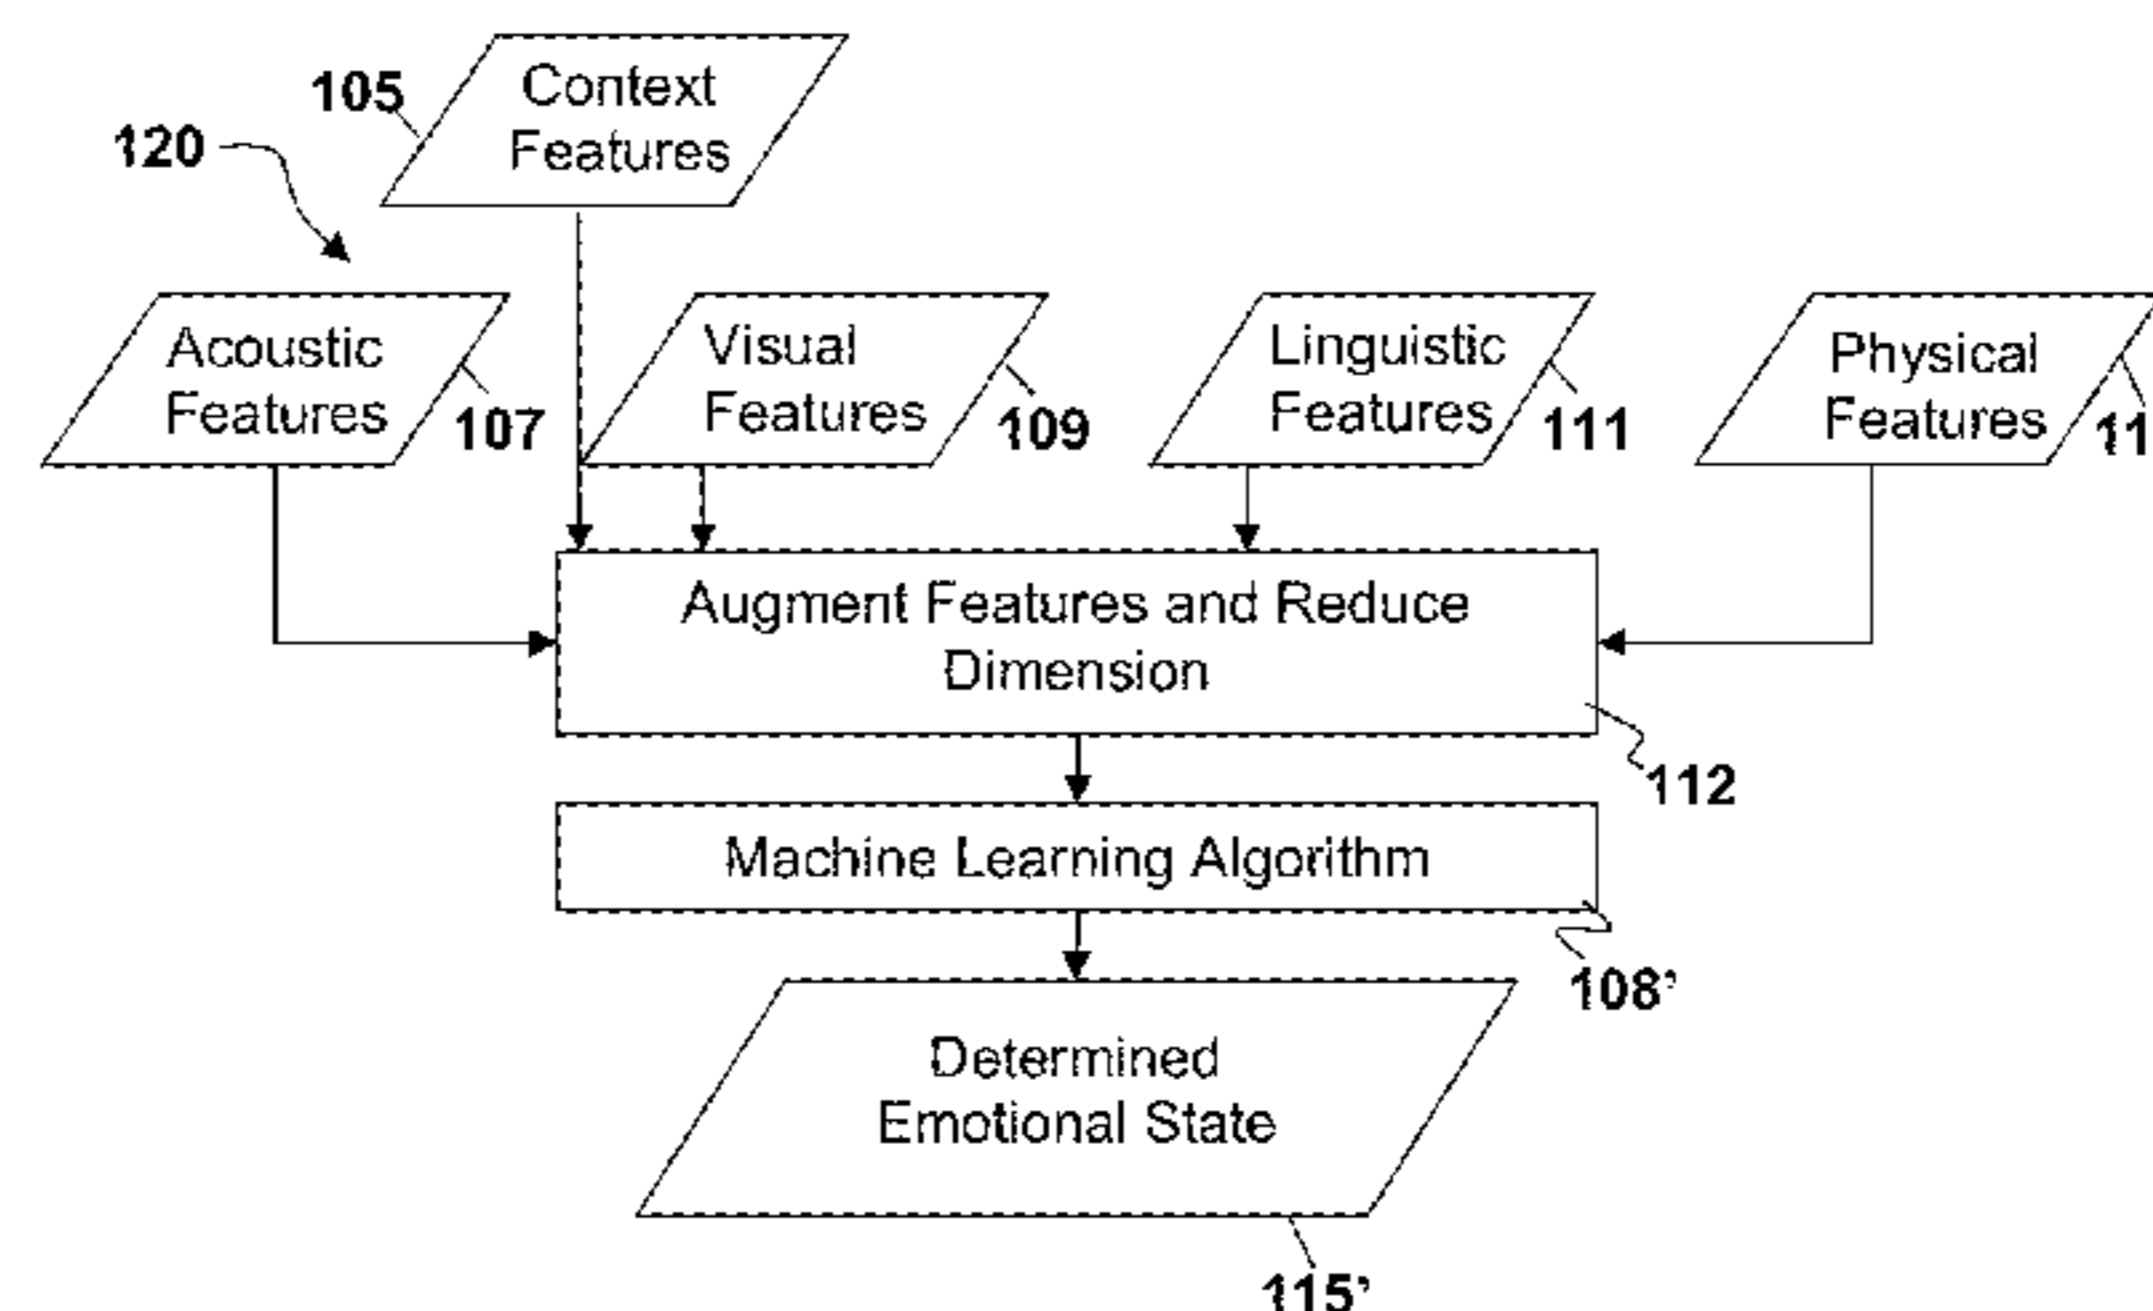 105
Context
Features
120
Acoustic
Features
107
Visual
Features
109
Linguistic
Features
111
Physical
Features
11
Augment Features and Reduce
Dimension
112
Machine Learning Algorithm
108'
Determined
Emotional State
115'